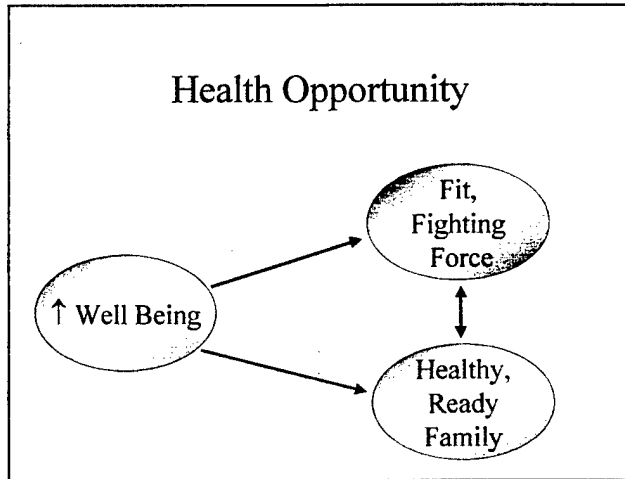 Health Opportunity
Fit,
Fighting
Force
↑ Well Being
Healthy,
Ready
Family